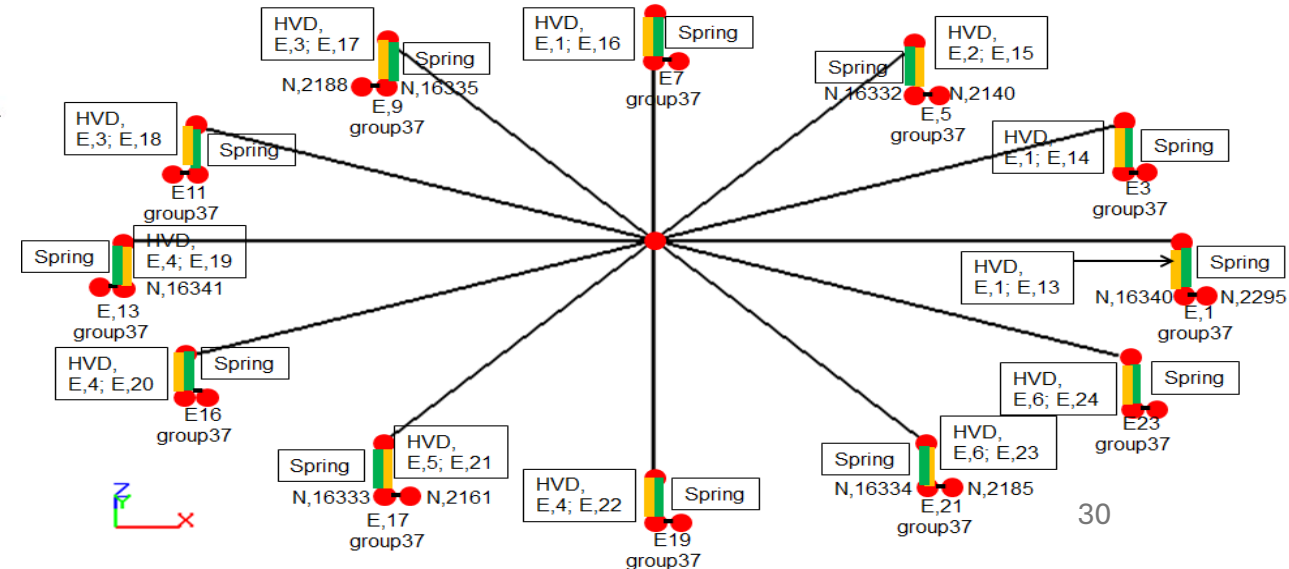 HVD,
E,1; E,16
Spring
E7
group37
HVD,
E,3; E,17
Spring
N,2188
N,16335
E,9
group37
HVD,
E,2; E,15
Spring
N,16332
N,2140
E,5
group37
HVD,
E,3; E,18
Spring
E11
group37
HVD,
E,1; E,14
Spring
E3
group37
HVD,
E,4; E,19
Spring
N,16341
E,13
group37
HVD,
E,1; E,13
Spring
N,16340
N,2295
E,1
group37
HVD,
E,4; E,20
Spring
E16
group37
HVD,
E,6; E,24
Spring
E23
group37
HVD,
E,5; E,21
Spring
N,16333
N,2161
E,17
group37
HVD,
E,4; E,22
Spring
E19
group37
HVD,
E,6; E,23
Spring
N,16334
N,2185
E,21
group37
Z
Y
X
30